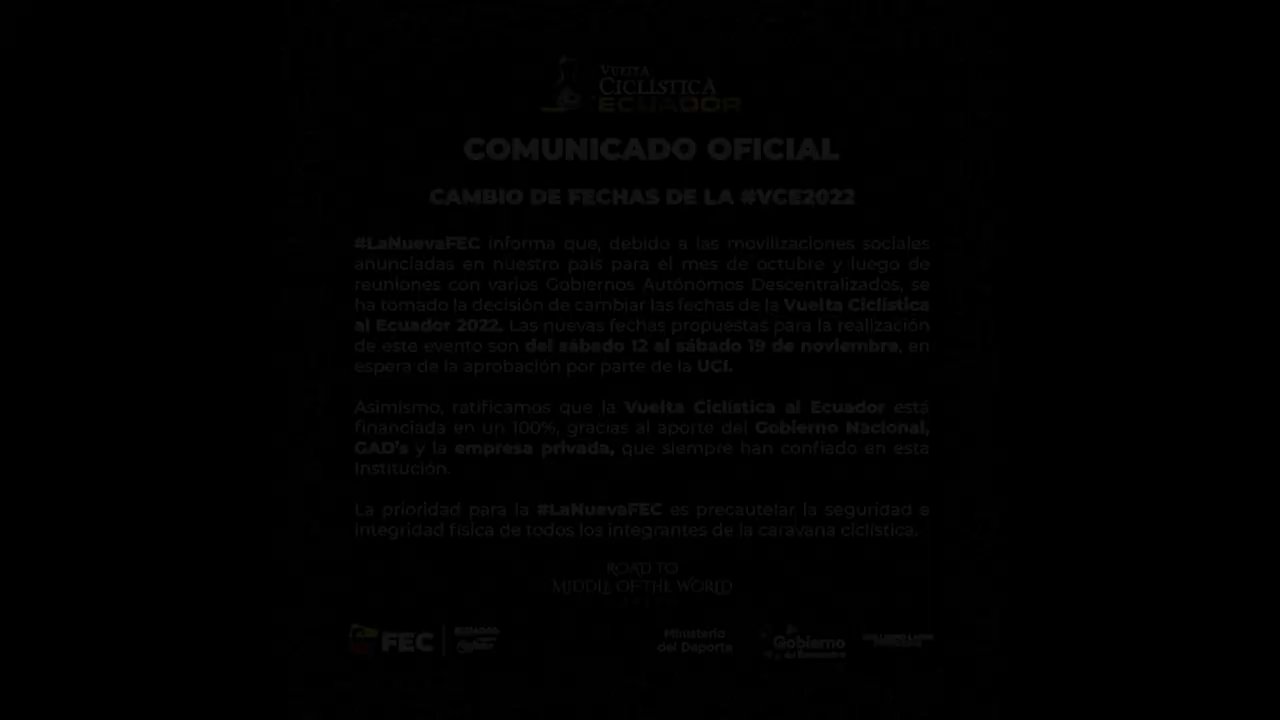 VUELTA
CICLÍSTICA
ECUADOR
COMUNICADO OFICIAL
CAMBIO DE FECHAS DE LA #VCE2022
#LaNuevaFEC informa que, debido a las movilizaciones sociales
anunciadas en nuestro país para el mes de octubre y luego de
reuniones con varios Gobiernos Autónomos Descentralizados, se
ha tomado la decisión de cambiar las fechas de la Vuelta Ciclística
al Ecuador 2022. Las nuevas fechas propuestas para la realización
de este evento son del sábado 12 al sábado 19 de noviembre, en
espera de la aprobación por parte de la UCI.
Asimismo, ratificamos que la Vuelta Ciclística al Ecuador está
financiada en un 100%, gracias al aporte del Gobierno Nacional,
GAD's y la empresa privada, que siempre han confiado en esta
Institución.
La prioridad para la #LaNuevaFEC es precautelar la seguridad e
integridad física de todos los integrantes de la caravana ciclística.
ROAD TO
MIDDLE OF THE WORLD
FEC
Ministerio
del Deporte
Gobierno